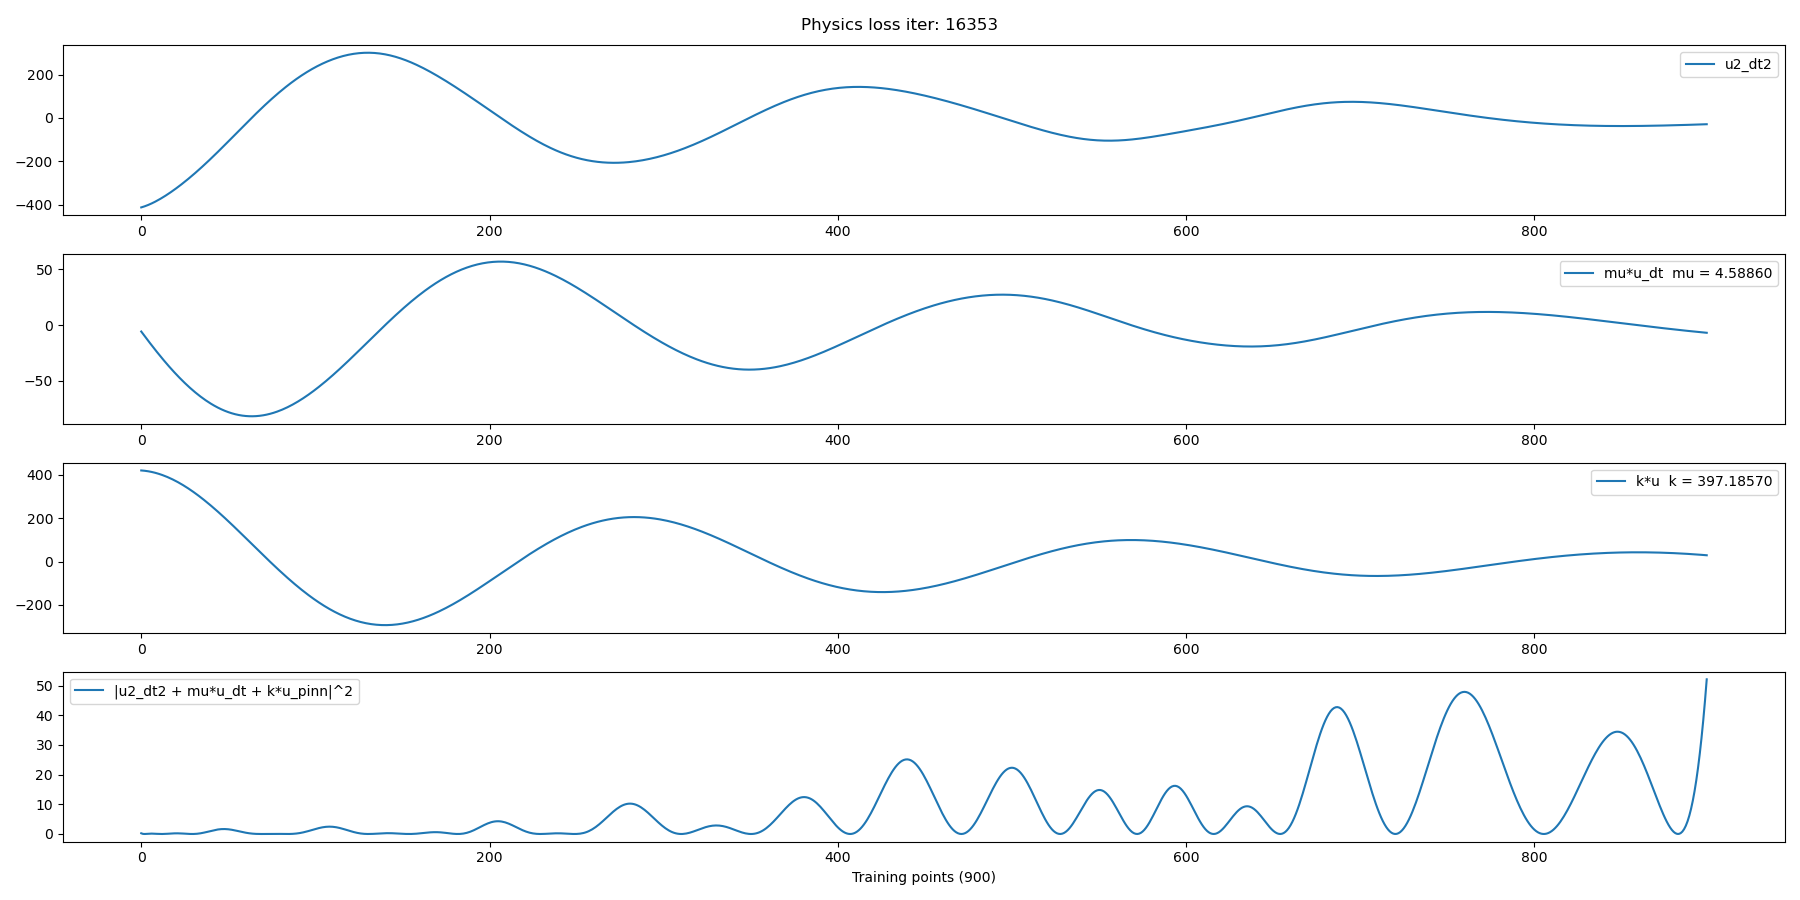 Physics loss iter: 16353
u2_dt2
200
0
−200
−400
0 200 400 600 800
mu*u_dt mu = 4.58860
50
0
−50
0 200 400 600 800
k*u k = 397.18570
400
200
0
−200
0 200 400 600 800
|u2_dt2 + mu*u_dt + k*u_pinn|^2
50
40
30
20
10
0
0 200 400 600 800
Training points (900)